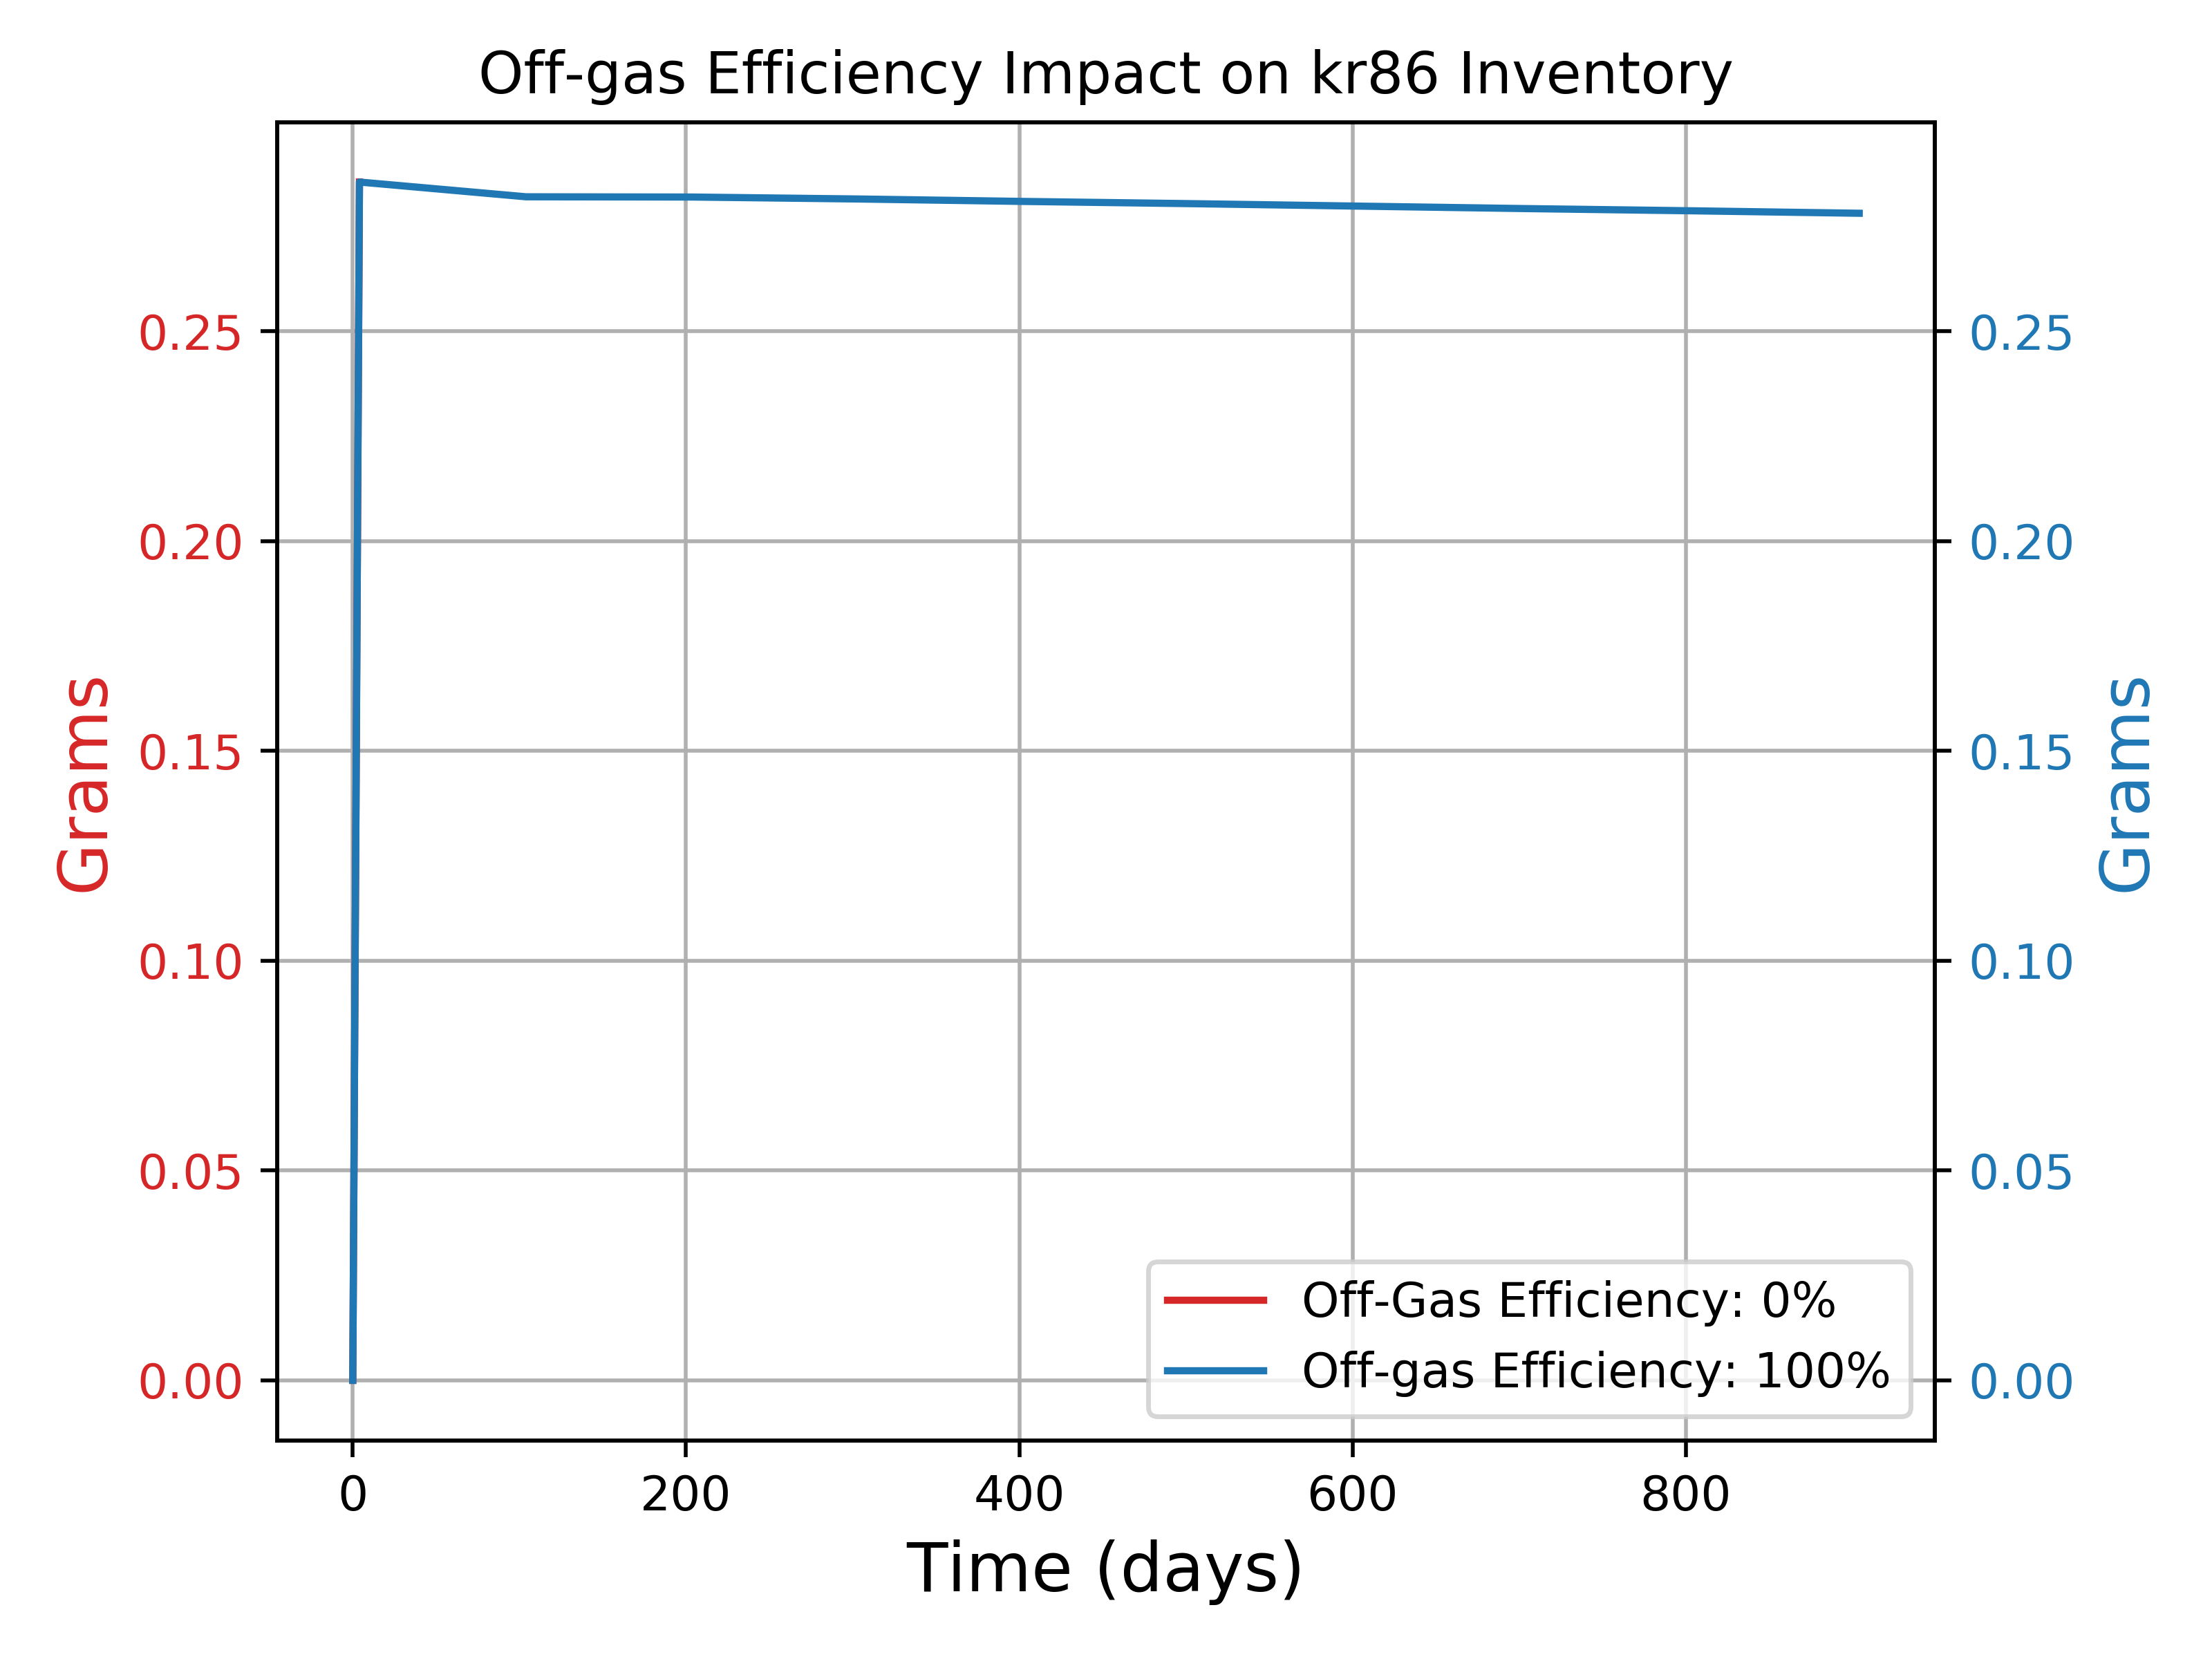 Off-gas Efficiency Impact on kr86 Inventory
Grams
0.25
0.20
0.15
0.10
0.05
0.00
0.25
0.20
0.15
0.10
0.05
0.00
Grams
Off-Gas Efficiency: 0%
Off-gas Efficiency: 100%
0 200 400 600 800
Time (days)